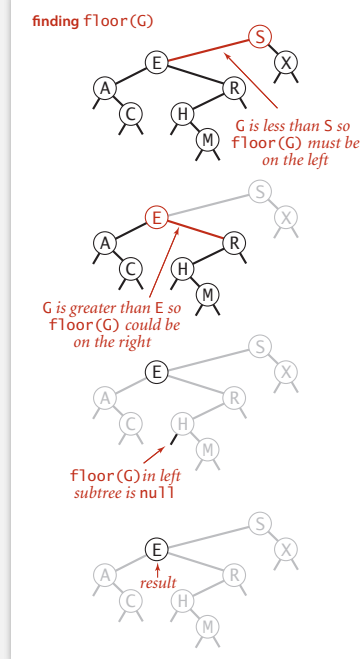 finding floor(G)
S
E
X
A
R
C
H
M
G is less than S so
floor(G) must be
on the left
S
E
X
A
R
C
H
M
G is greater than E so
floor(G) could be
on the right
S
E
X
A
R
C
H
M
floor(G)in left
subtree is null
S
E
X
A
R
result
C
H
M